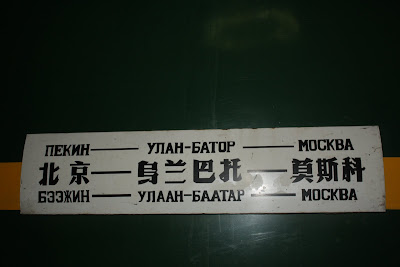 ПЕКИН — УЛАН-БАТОР — МОСКВА
北京 — 乌兰巴托 — 莫斯科
БЭЭЖИН — УЛААН-БААТАР — МОСКВА